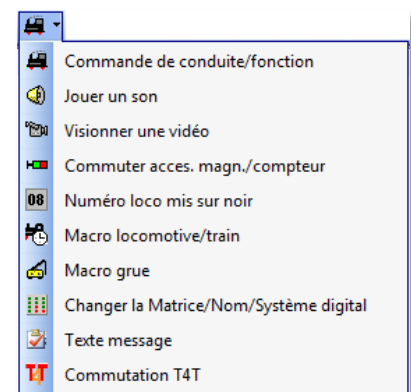 Commande de conduite/fonction
Jouer un son
Visionner une vidéo
Commuter acces. magn./compteur
08 Numéro loco mis sur noir
Macro locomotive/train
Macro grue
Changer la Matrice/Nom/Système digital
Texte message
T4T Commutation T4T